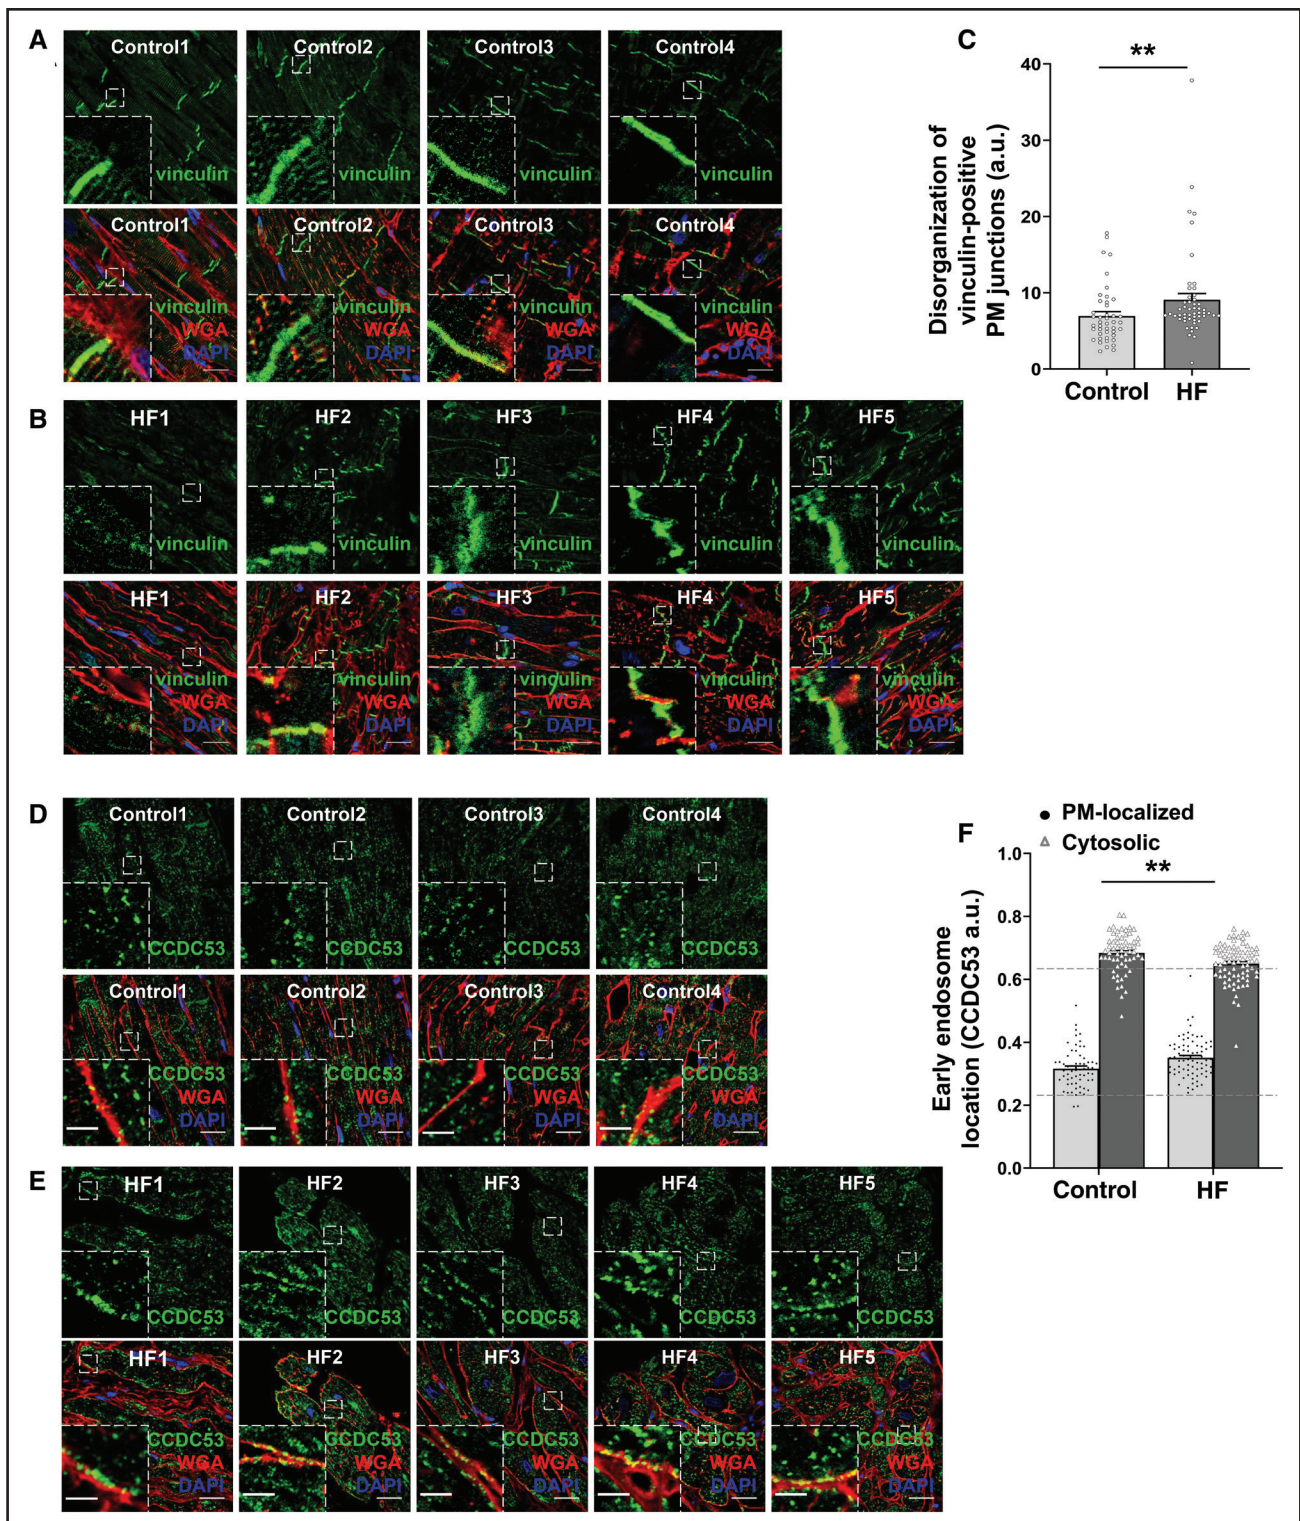 A
Control1
Control2
Control3
Control4
vinculin
vinculin
vinculin
vinculin
Control1
Control2
Control3
Control4
vinculin
WGA
DAPI
vinculin
WGA
DAPI
vinculin
WGA
DAPI
vinculin
WGA
DAPI
C
**
Disorganization of
vinculin-positive
PM junctions (a.u.)
40
30
20
10
0
Control
HF
B
HF1
HF2
HF3
HF4
HF5
vinculin
vinculin
vinculin
vinculin
vinculin
HF1
HF2
HF3
HF4
HF5
vinculin
WGA
DAPI
vinculin
WGA
DAPI
vinculin
WGA
DAPI
vinculin
WGA
DAPI
vinculin
WGA
DAPI
D
Control1
Control2
Control3
Control4
CCDC53
CCDC53
CCDC53
CCDC53
Control1
Control2
Control3
Control4
CCDC53
WGA
DAPI
CCDC53
WGA
DAPI
CCDC53
WGA
DAPI
CCDC53
WGA
DAPI
F
PM-localized
Cytosolic
**
Early endosome
location (CCDC53 a.u.)
1.0
0.8
0.6
0.4
0.2
0.0
Control
HF
E
HF1
HF2
HF3
HF4
HF5
CCDC53
CCDC53
CCDC53
CCDC53
CCDC53
HF1
HF2
HF3
HF4
HF5
CCDC53
WGA
DAPI
CCDC53
WGA
DAPI
CCDC53
WGA
DAPI
CCDC53
WGA
DAPI
CCDC53
WGA
DAPI